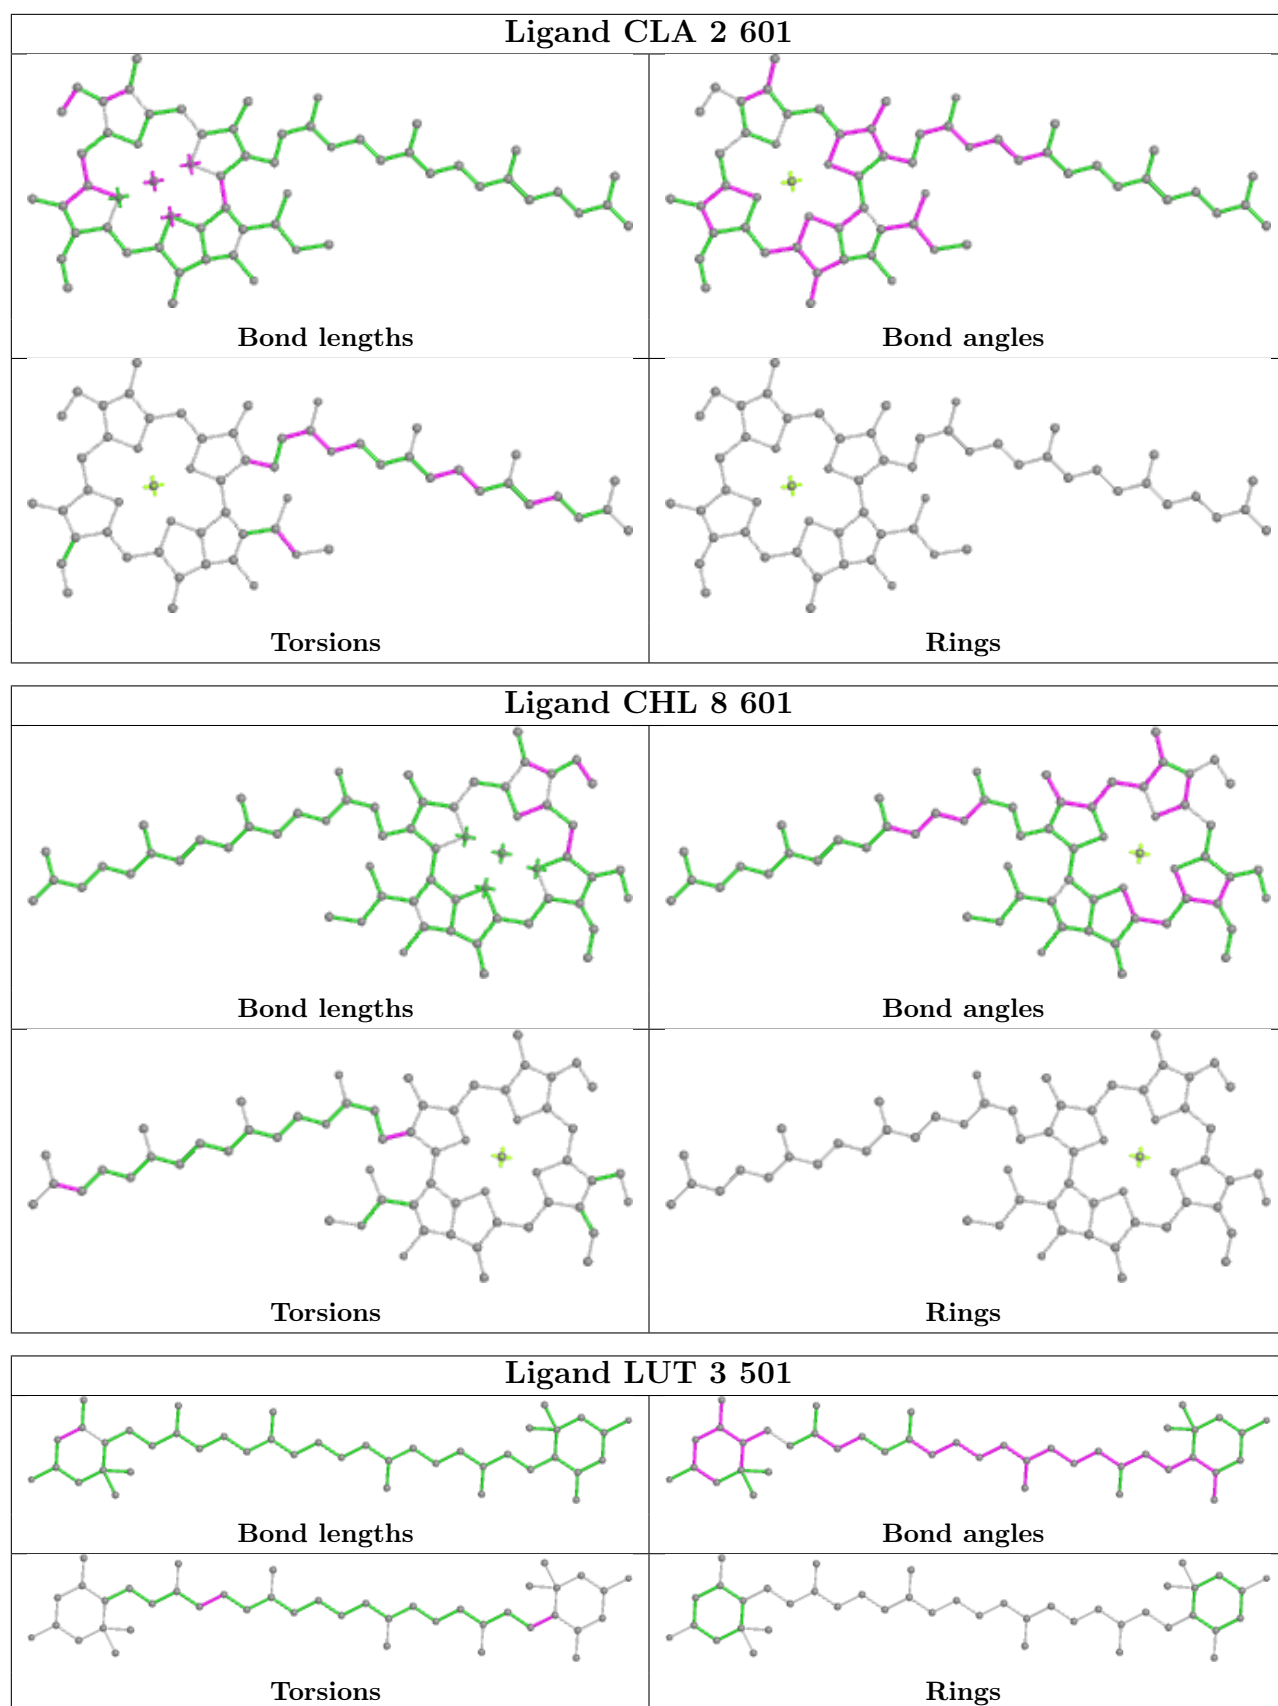 Ligand CLA 2 601
Bond lengths
Bond angles
Torsions
Rings
Ligand CHL 8 601
Bond lengths
Bond angles
Torsions
Rings
Ligand LUT 3 501
Bond lengths
Bond angles
Torsions
Rings